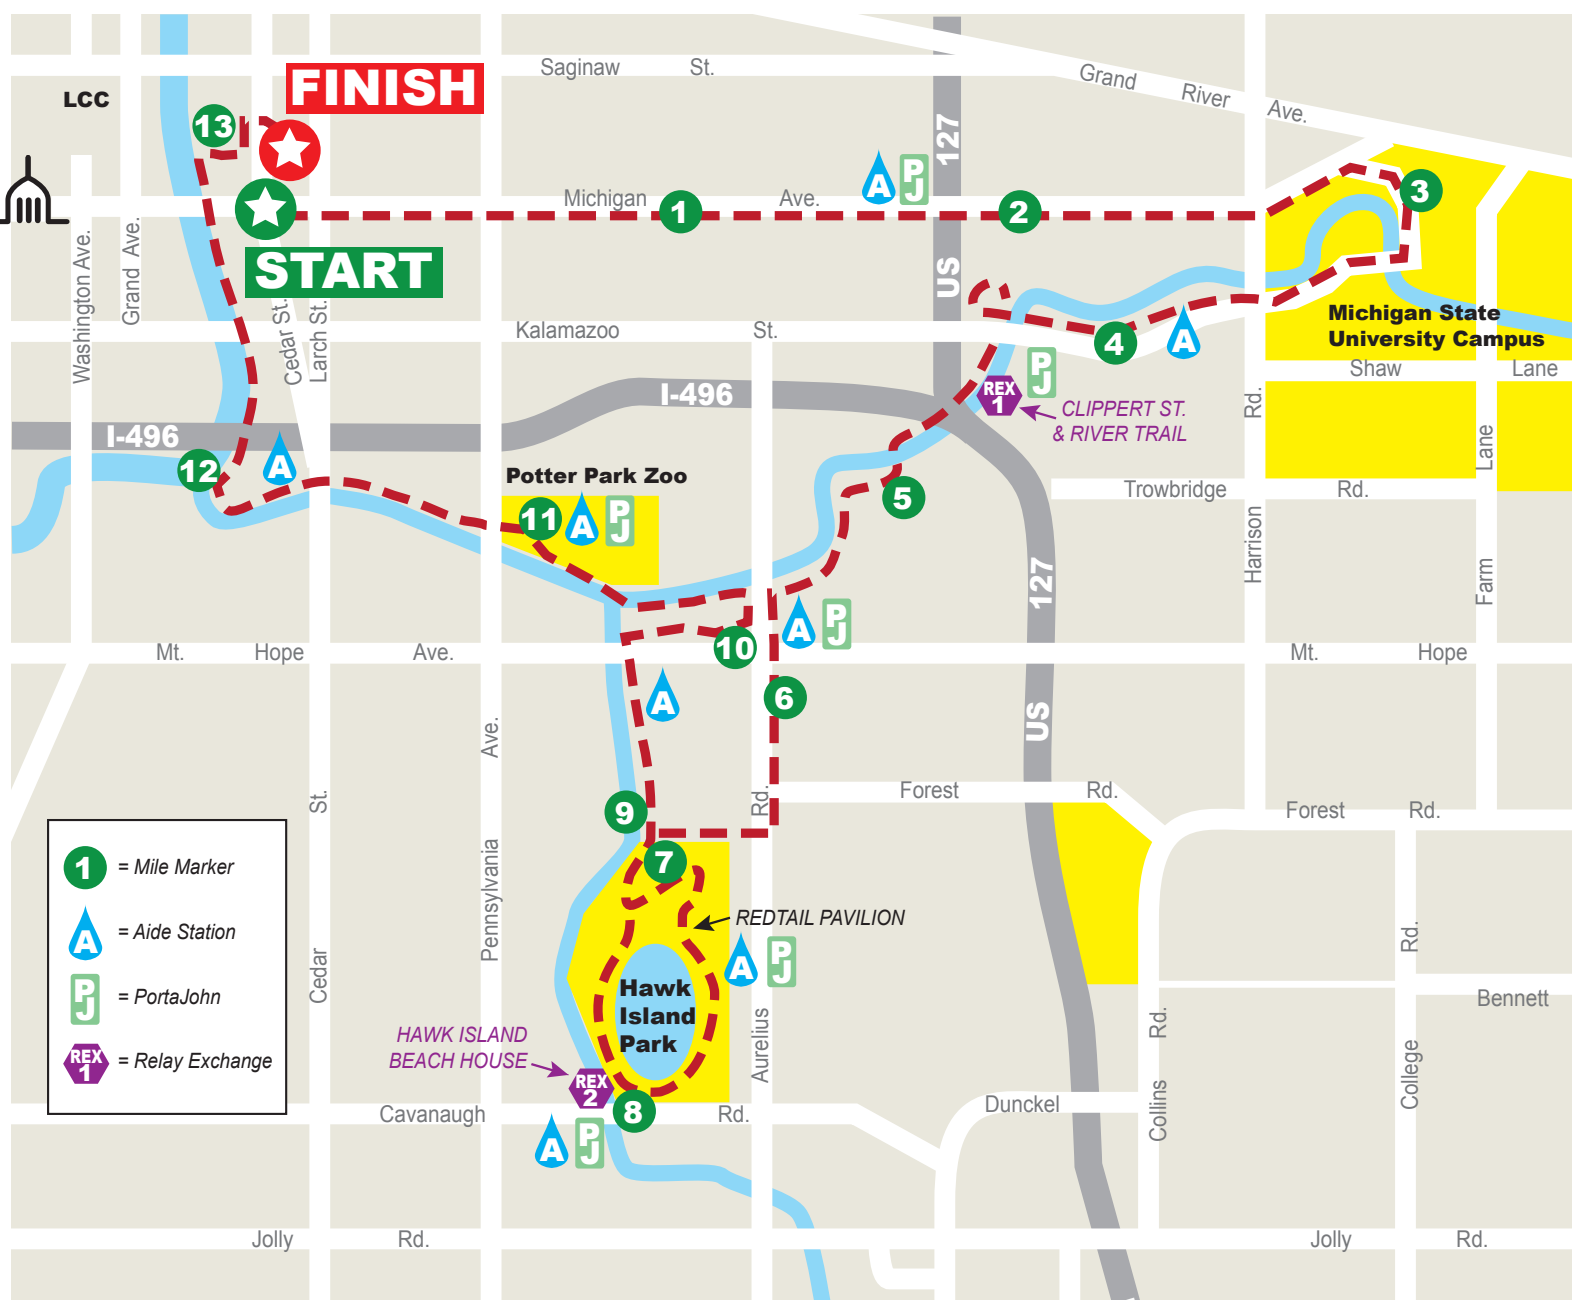 Saginaw St.
Grand River Ave.
LCC
FINISH
13
127
P
J
A
3
Michigan Ave.
1
2
START
US
Washington Ave.
Grand Ave.
Cedar St.
Larch St.
Kalamazoo St.
4
A
Michigan State
University Campus
Shaw Lane
P
J
REX
1
CLIPPERT ST.
& RIVER TRAIL
I-496
I-496
Harrison Rd.
Farm Lane
12
A
Potter Park Zoo
11
A
P
J
5
Trowbridge Rd.
127
US
A
P
J
10
Mt. Hope Ave.
Mt. Hope
A
6
Forest Rd.
Forest Rd.
9
7
Pennsylvania Ave.
Cedar St.
Aurelius Rd.
REDTAIL PAVILION
A
P
J
Hawk
Island
Park
HAWK ISLAND
BEACH HOUSE
REX
2
8
A
P
J
Cavanaugh Rd.
Dunckel
Collins Rd.
College Rd.
Bennett
Jolly Rd.
Jolly Rd.
1 = Mile Marker
A = Aide Station
P
J = PortaJohn
REX
1 = Relay Exchange